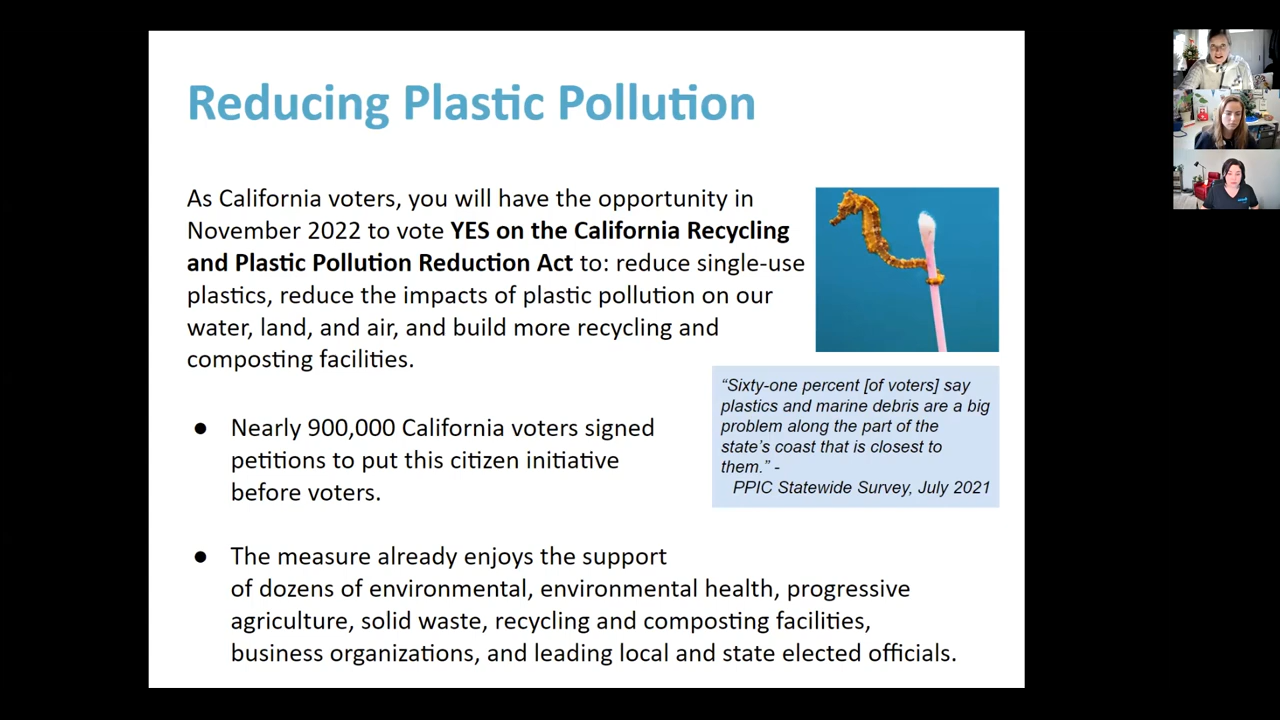 Reducing Plastic Pollution
As California voters, you will have the opportunity in
November 2022 to vote YES on the California Recycling
and Plastic Pollution Reduction Act to: reduce single-use
plastics, reduce the impacts of plastic pollution on our
water, land, and air, and build more recycling and
composting facilities.
“Sixty-one percent [of voters] say
plastics and marine debris are a big
problem along the part of the
state’s coast that is closest to
them.” -
PPIC Statewide Survey, July 2021
● Nearly 900,000 California voters signed
petitions to put this citizen initiative
before voters.
● The measure already enjoys the support
of dozens of environmental, environmental health, progressive
agriculture, solid waste, recycling and composting facilities,
business organizations, and leading local and state elected officials.